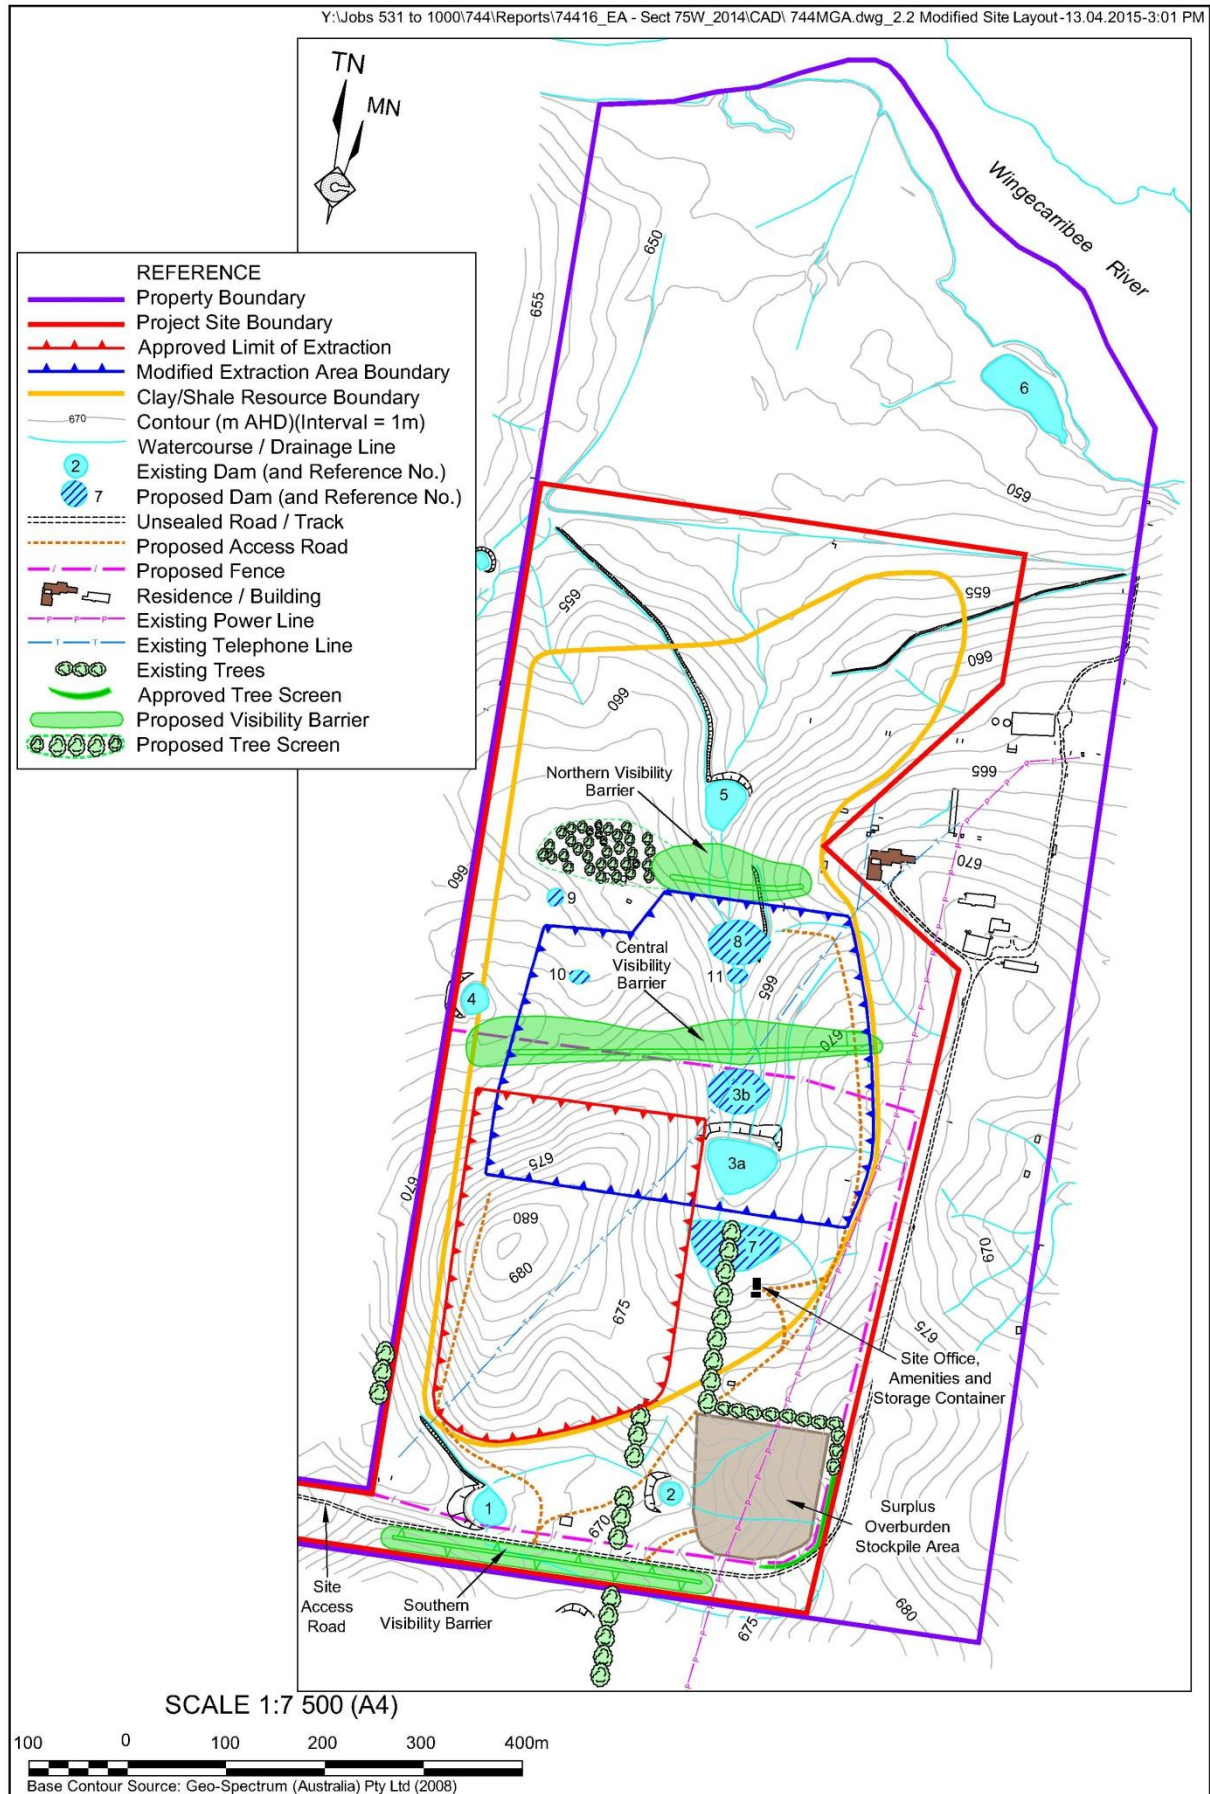 Y:\Jobs 531 to 1000\744\Reports\74416_EA - Sect 75W_2014\CAD\ 744MGA.dwg_2.2 Modified Site Layout-13.04.2015-3:01 PM
TN
MN
Wingecarribee
River
REFERENCE
Property Boundary
Project Site Boundary
Approved Limit of Extraction
Modified Extraction Area Boundary
Clay/Shale Resource Boundary
670
Contour (m AHD)(Interval = 1m)
Watercourse / Drainage Line
2
Existing Dam (and Reference No.)
7
Proposed Dam (and Reference No.)
Unsealed Road / Track
Proposed Access Road
Proposed Fence
Residence / Building
P P P
Existing Power Line
T T
Existing Telephone Line
Existing Trees
Approved Tree Screen
Proposed Visibility Barrier
Proposed Tree Screen
650
655
6
650
655
655
660
660
665
Northern Visibility
Barrier
5
670
660
9
8
Central
Visibility
Barrier
10
11
665
4
670
3b
675
3a
670
680
7
670
689
675
675
Site Office,
Amenities and
Storage Container
1
2
670
Surplus
Overburden
Stockpile Area
Site
Access
Road
Southern
Visibility Barrier
675
680
SCALE 1:7 500 (A4)
100 0 100 200 300 400m
Base Contour Source: Geo-Spectrum (Australia) Pty Ltd (2008)